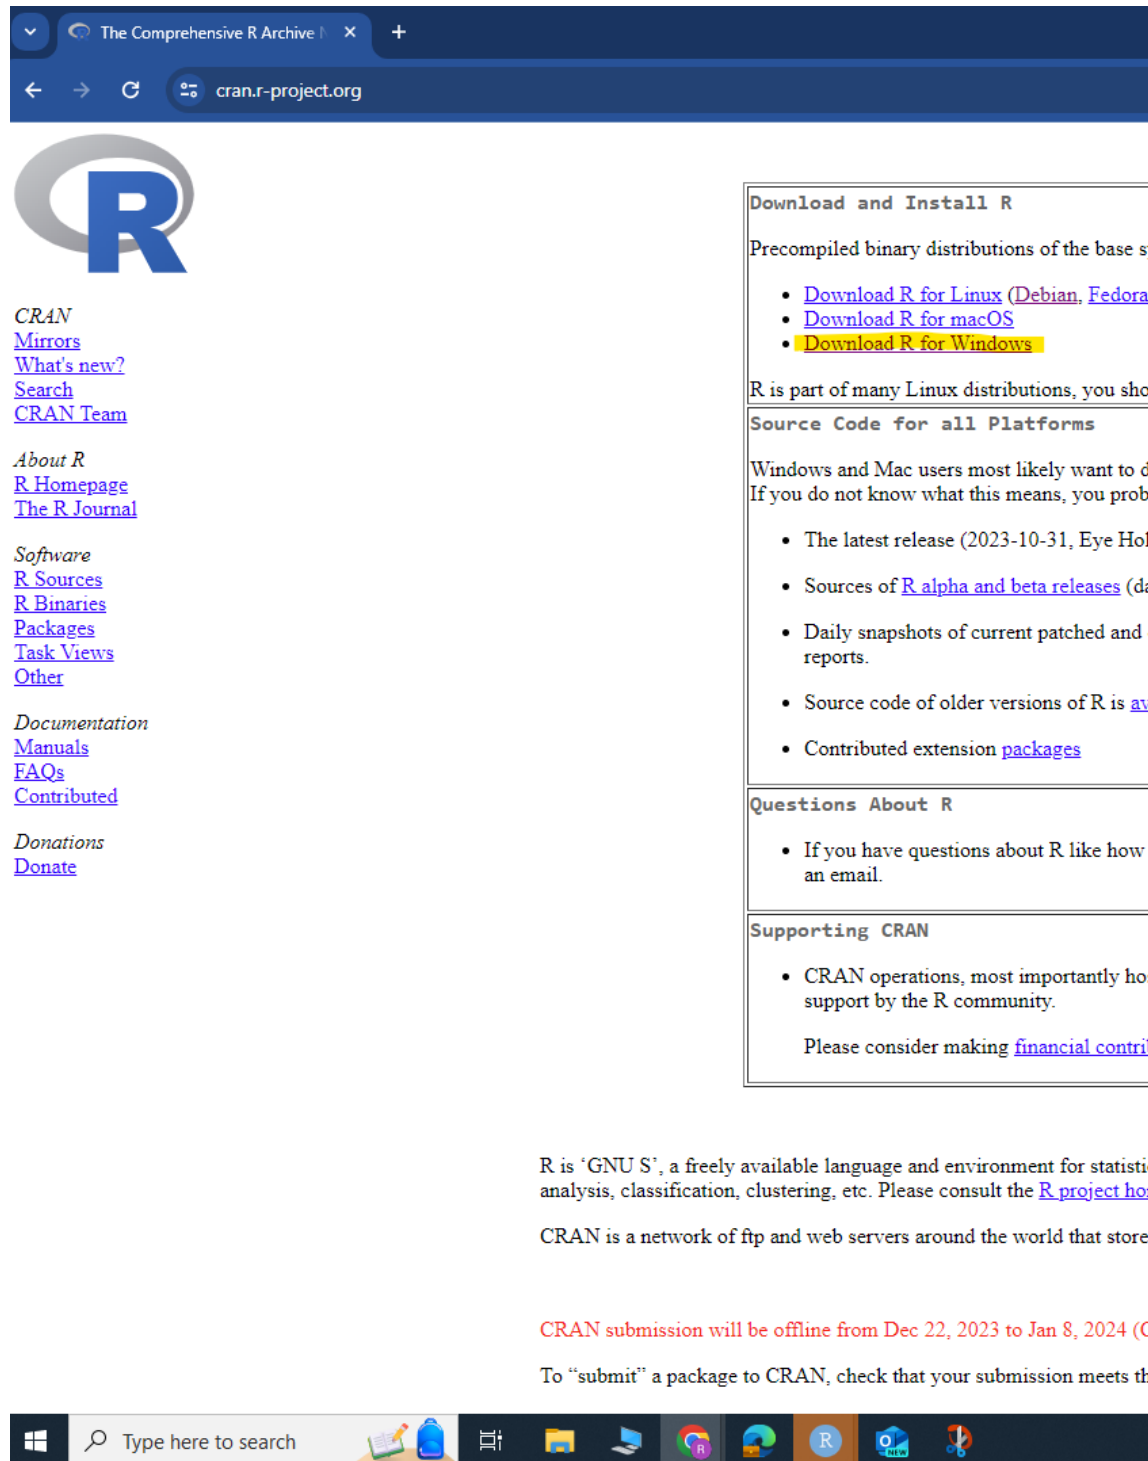 The Comprehensive R Archive N
cran.r-project.org
R
CRAN
Mirrors
What's new?
Search
CRAN Team
About R
R Homepage
The R Journal
Software
R Sources
R Binaries
Packages
Task Views
Other
Documentation
Manuals
FAQs
Contributed
Donations
Donate
Download and Install R
Precompiled binary distributions of the base s
Download R for Linux (Debian, Fedora
Download R for macOS
Download R for Windows
R is part of many Linux distributions, you sho
Source Code for all Platforms
Windows and Mac users most likely want to d
If you do not know what this means, you prob
The latest release (2023-10-31, Eye Hol
Sources of R alpha and beta releases (da
Daily snapshots of current patched and
reports.
Source code of older versions of R is av
Contributed extension packages
Questions About R
If you have questions about R like how
an email.
Supporting CRAN
CRAN operations, most importantly hos
support by the R community.
Please consider making financial contrib
R is ‘GNU S’, a freely available language and environment for statisti
analysis, classification, clustering, etc. Please consult the R project hom
CRAN is a network of ftp and web servers around the world that store
CRAN submission will be offline from Dec 22, 2023 to Jan 8, 2024 (C
To “submit” a package to CRAN, check that your submission meets th
Type here to search
R
R
NEW